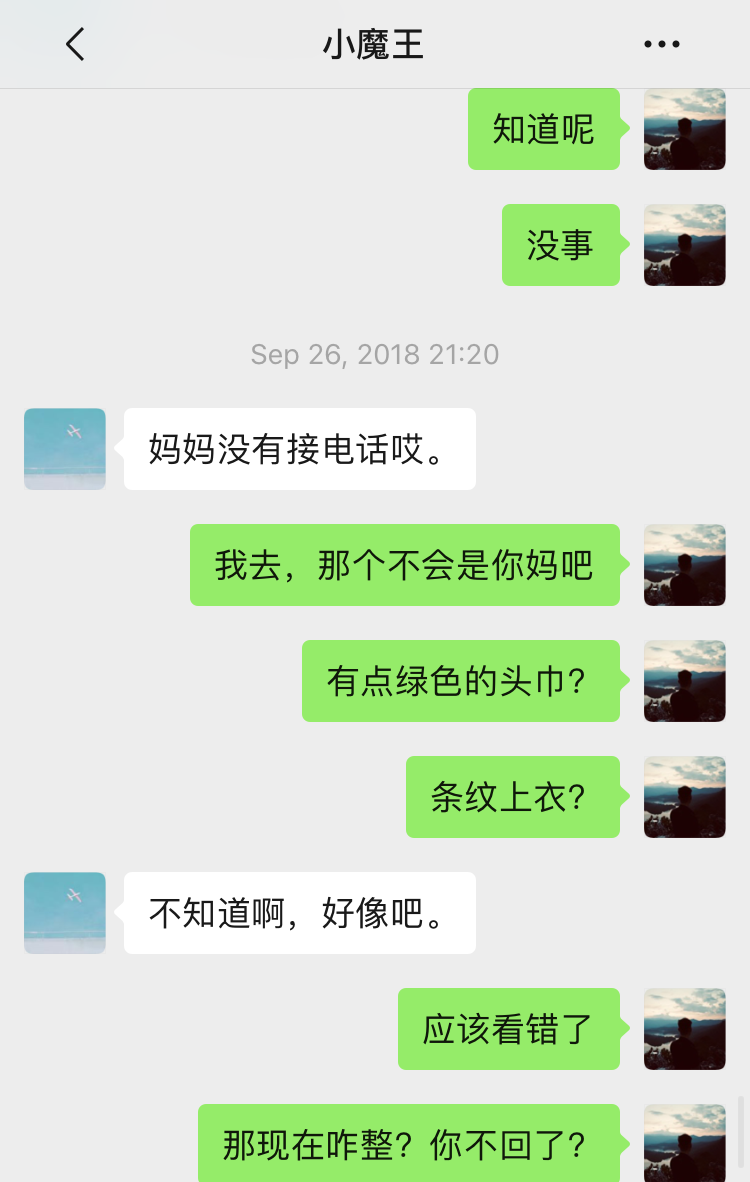 小魔王
知道呢
没事
Sep 26, 2018 21:20
妈妈没有接电话哎。
我去，那个不会是你妈吧
有点绿色的头巾？
条纹上衣？
不知道啊，好像吧。
应该看错了
那现在咋整？你不回了？